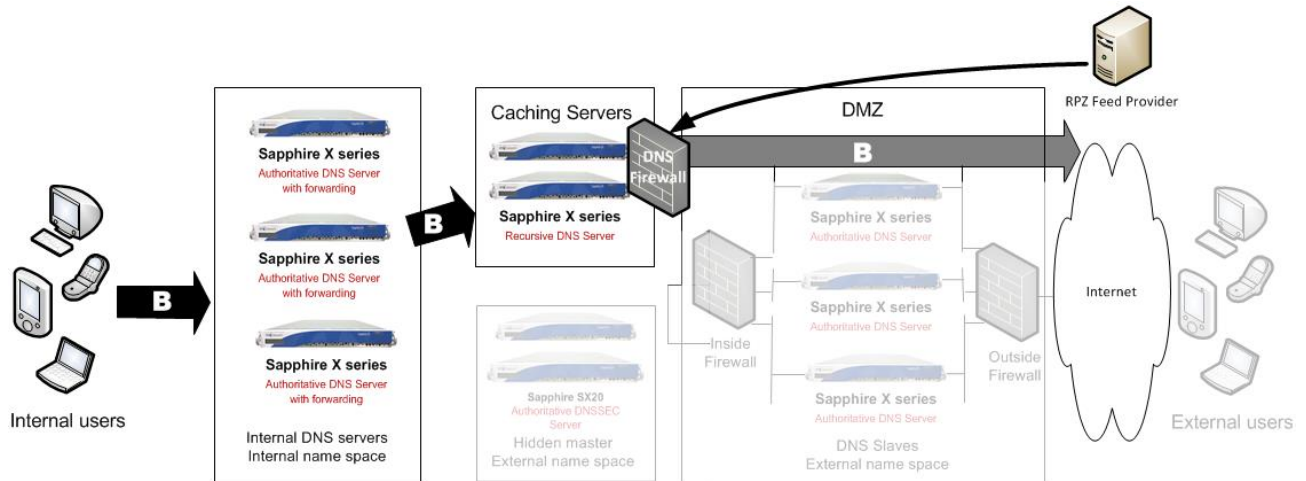 RPZ Feed Provider
Caching Servers
DMZ
DNS
Firewall
B
Sapphire X series
Authoritative DNS Server
with forwarding
Sapphire X series
Authoritative DNS Server
with forwarding
Sapphire X series
Authoritative DNS Server
with forwarding
Internal DNS servers
Internal name space
B
Internal users
B
Sapphire X series
Recursive DNS Server
Sapphire SX20
Authoritative DNSSEC
Server
Hidden master
External name space
Inside
Firewall
Sapphire X series
Authoritative DNS Server
Sapphire X series
Authoritative DNS Server
Sapphire X series
Authoritative DNS Server
DNS Slaves
External name space
Outside
Firewall
Internet
External users